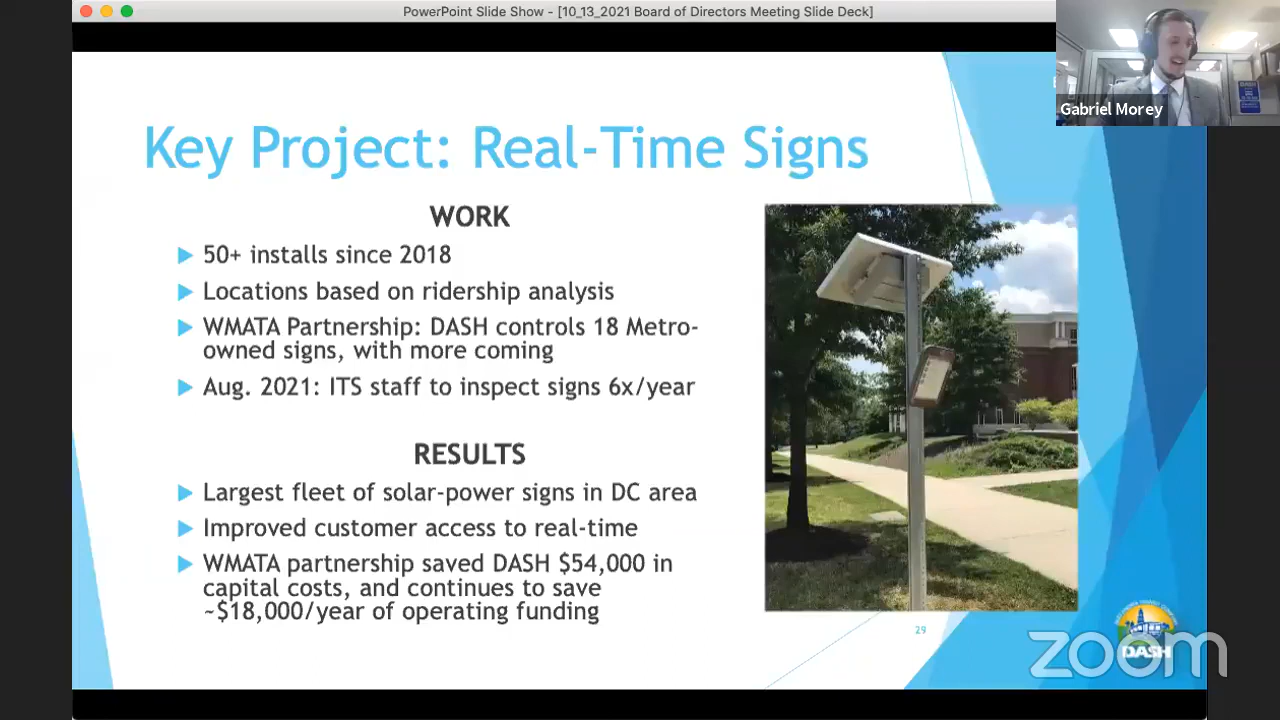 PowerPoint Slide Show - [10_13_2021 Board of Directors Meeting Slide Deck]
Gabriel Morey
Key Project: Real-Time Signs
WORK
50+ installs since 2018
Locations based on ridership analysis
WMATA Partnership: DASH controls 18 Metro-
owned signs, with more coming
Aug. 2021: ITS staff to inspect signs 6x/year
RESULTS
Largest fleet of solar-power signs in DC area
Improved customer access to real-time
WMATA partnership saved DASH $54,000 in
capital costs, and continues to save
~$18,000/year of operating funding
29
DASH
zoom